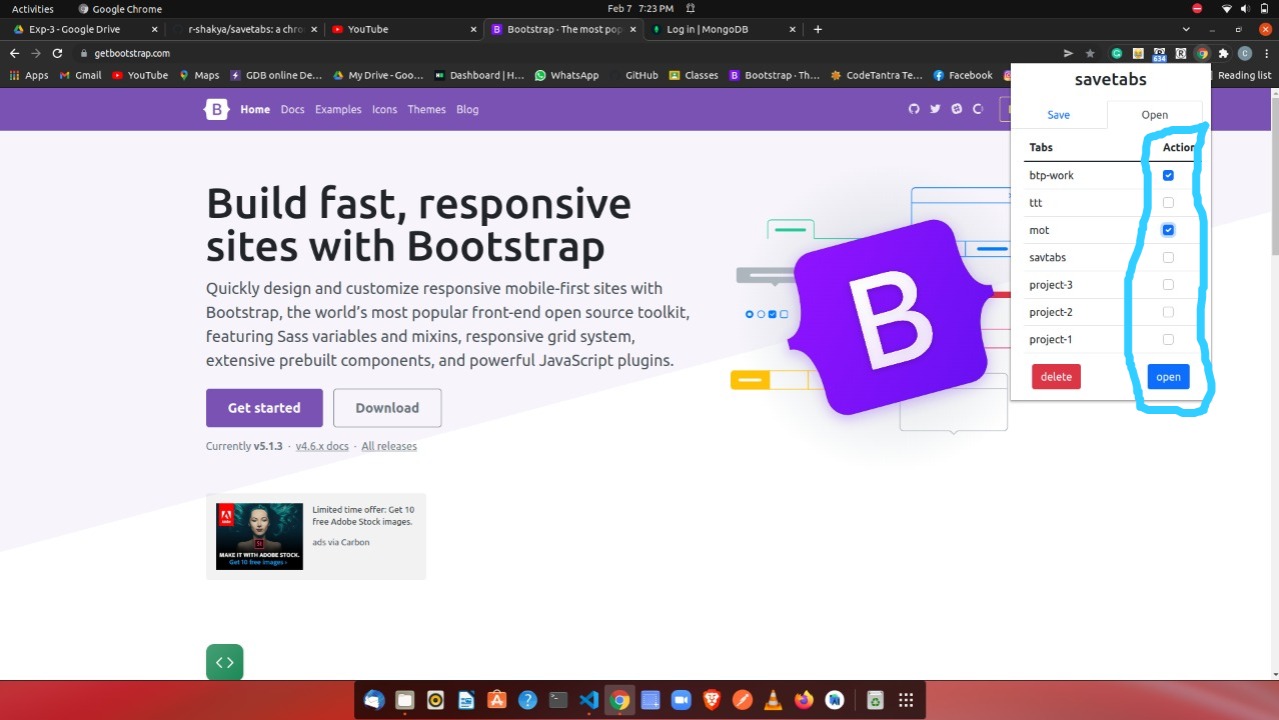 Activities
Google Chrome
Feb 7 7:23 PM
Exp-3 - Google Drive
r-shakya/savetabs: a chro
YouTube
Bootstrap · The most pop
Log in | MongoDB
getbootstrap.com
634
C
Apps
Gmail
YouTube
Maps
GDB online De...
My Drive - Goo...
Dashboard | H...
WhatsApp
GitHub
Classes
Bootstrap · Th...
CodeTantra Te...
Facebook
Reading list
B
Home
Docs
Examples
Icons
Themes
Blog
savetabs
Save
Open
Tabs
Action
btp-work
ttt
mot
savtabs
project-3
project-2
project-1
delete
open
Build fast, responsive
sites with Bootstrap
Quickly design and customize responsive mobile-first sites with
Bootstrap, the world's most popular front-end open source toolkit,
featuring Sass variables and mixins, responsive grid system,
extensive prebuilt components, and powerful JavaScript plugins.
B
Get started
Download
Currently v5.1.3 · v4.6.x docs · All releases
Adobe
St
MAKE IT WITH ADOBE STOCK.
Get 10 free images ›
Limited time offer: Get 10
free Adobe Stock images.
ads via Carbon